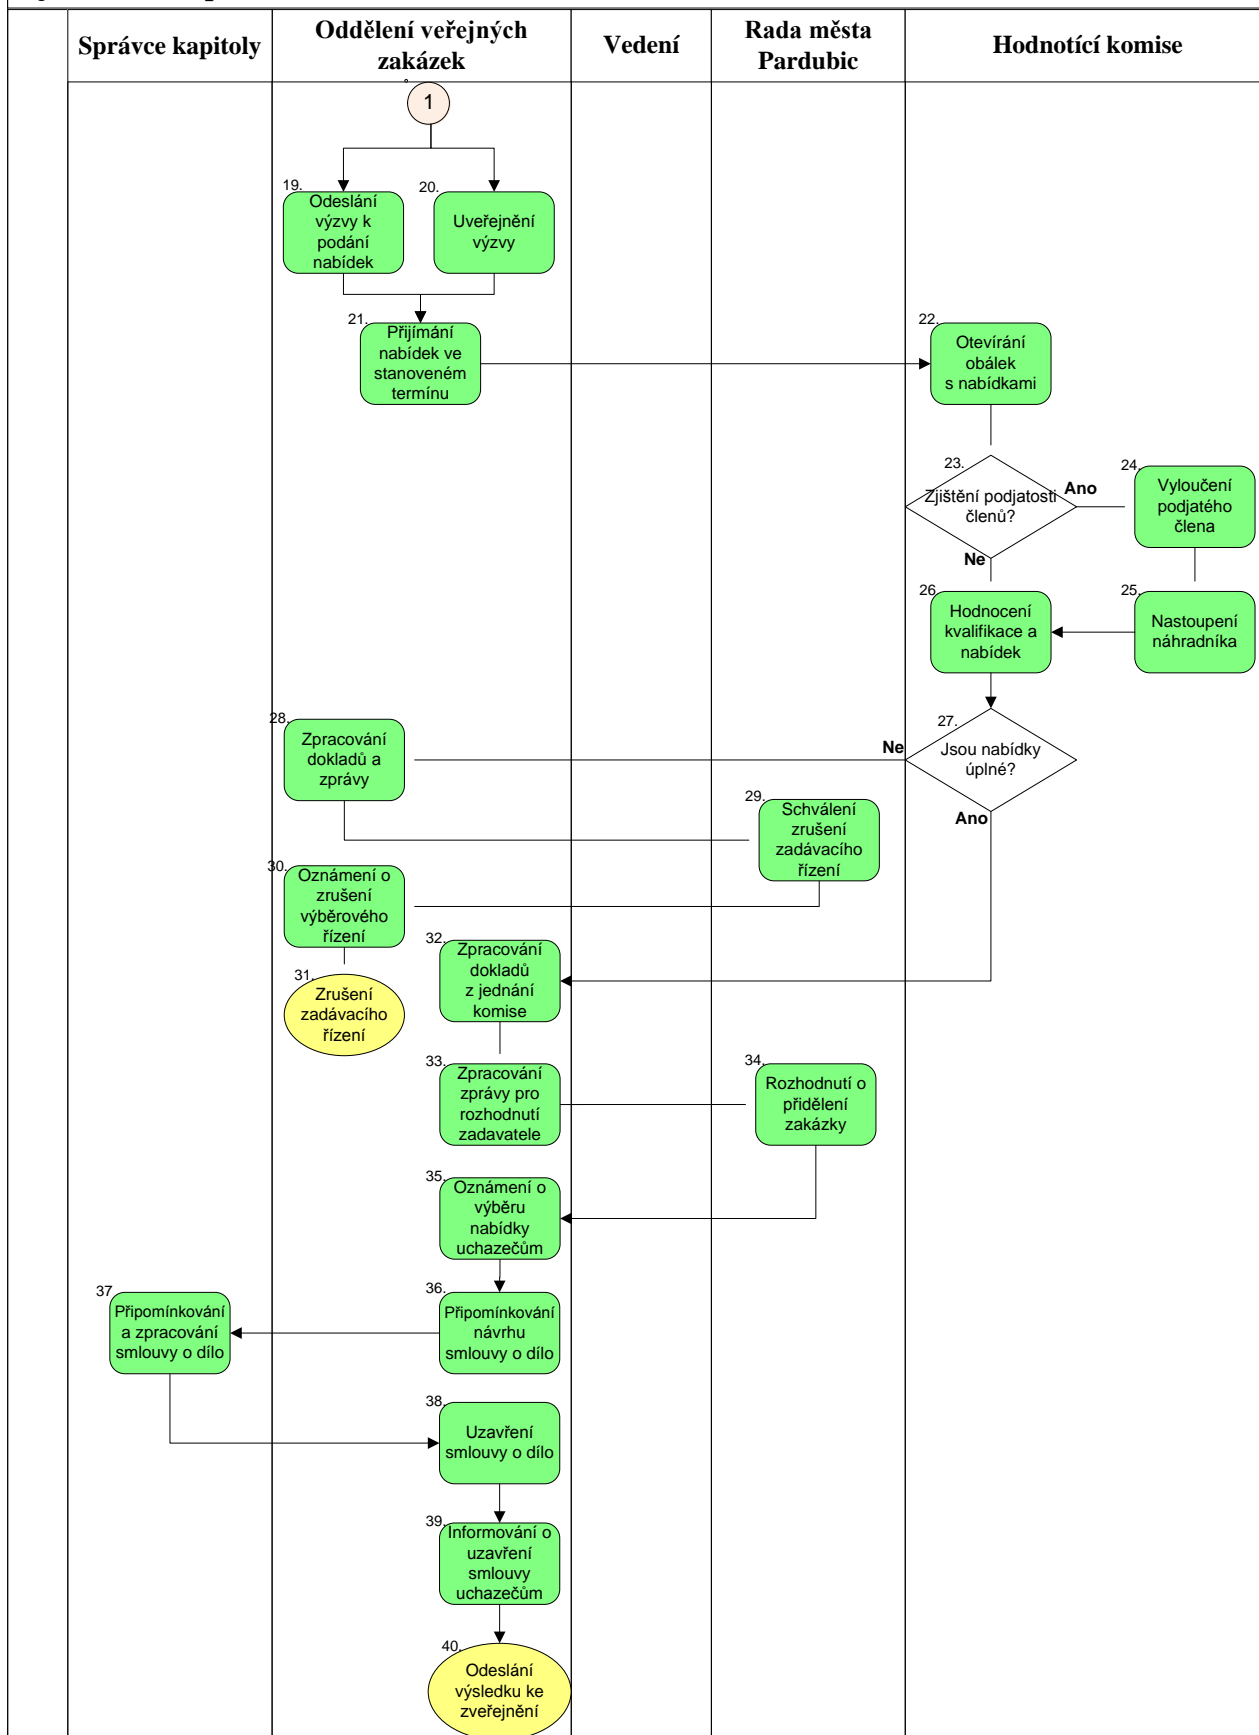 Správce kapitoly
Oddělení veřejných
zakázek
Vedení
Rada města
Pardubic
Hodnotící komise
1
19.
Odeslání
výzvy k
podání
nabídek
20.
Uveřejnění
výzvy
21.
Přijímání
nabídek ve
stanoveném
termínu
22.
Otevírání
obálek
s nabídkami
23.
Zjištění podjatosti
členů?
Ano
Ne
24.
Vyloučení
podjatého
člena
25.
Nastoupení
náhradníka
26.
Hodnocení
kvalifikace a
nabídek
27.
Jsou nabídky
úplné?
Ne
Ano
28.
Zpracování
dokladů a
zprávy
29.
Schválení
zrušení
zadávacího
řízení
30.
Oznámení o
zrušení
výběrového
řízení
31.
Zrušení
zadávacího
řízení
32.
Zpracování
dokladů
z jednání
komise
33.
Zpracování
zprávy pro
rozhodnutí
zadavatele
34.
Rozhodnutí o
přidělení
zakázky
35.
Oznámení o
výběru
nabídky
uchazečům
36.
Připomínkování
návrhu
smlouvy o dílo
37
Připomínkování
a zpracování
smlouvy o dílo
38.
Uzavření
smlouvy o dílo
39.
Informování o
uzavření
smlouvy
uchazečům
40.
Odeslání
výsledku ke
zveřejnění